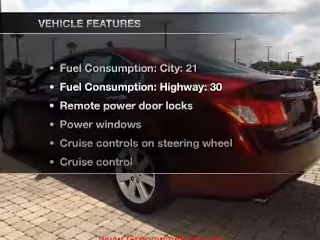 VEHICLE FEATURES
Fuel Consumption: City: 21
Fuel Consumption: Highway: 30
Remote power door locks
Power windows
Cruise controls on steering wheel
Cruise control